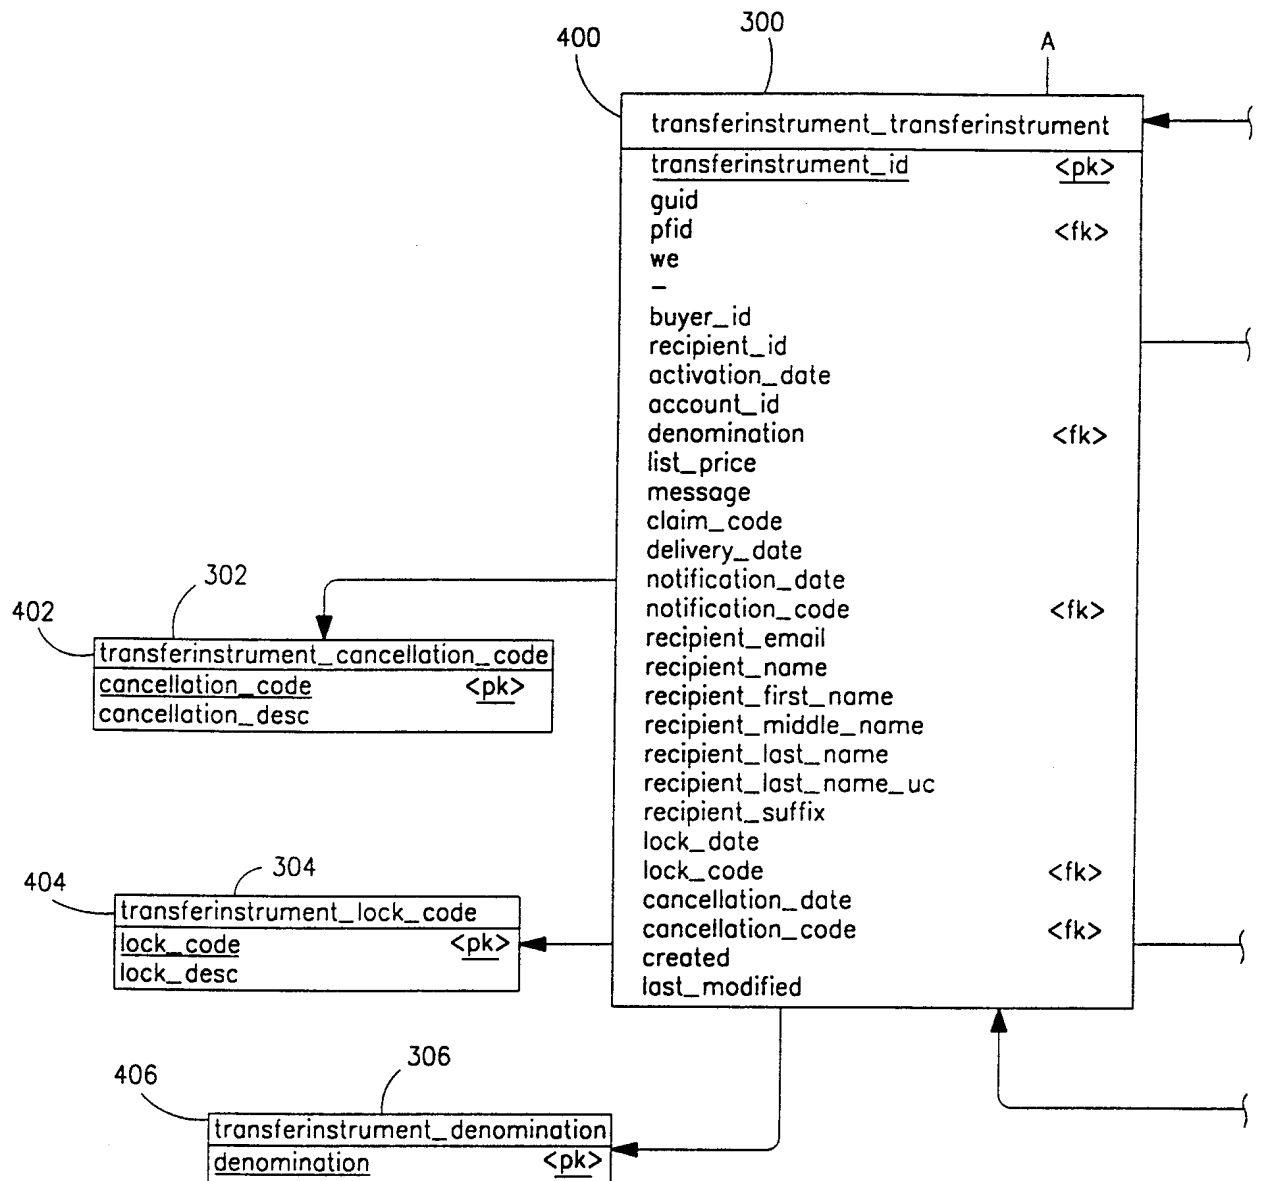 300
400
A
transferinstrument_transferinstrument
transferinstrument_id <pk>
guid
pfid <fk>
we
–
buyer_id
recipient_id
activation_date
account_id
denomination <fk>
list_price
message
claim_code
delivery_date
notification_date
notification_code <fk>
recipient_email
recipient_name
recipient_first_name
recipient_middle_name
recipient_last_name
recipient_last_name_uc
recipient_suffix
lock_date
lock_code <fk>
cancellation_date
cancellation_code <fk>
created
last_modified
302
402
transferinstrument_cancellation_code
cancellation_code <pk>
cancellation_desc
304
404
transferinstrument_lock_code
lock_code <pk>
lock_desc
306
406
transferinstrument_denomination
denomination <pk>